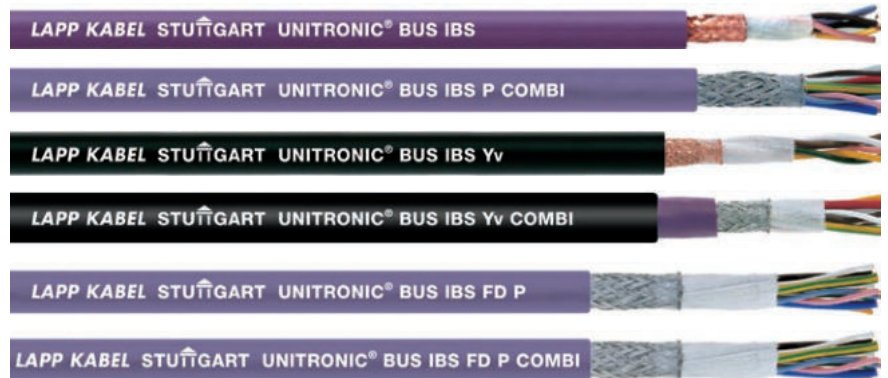 LAPP KABEL STUTTGART UNITRONIC® BUS IBS
LAPP KABEL STUTTGART UNITRONIC® BUS IBS P COMBI
LAPP KABEL STUTTGART UNITRONIC® BUS IBS Yv
LAPP KABEL STUTTGART UNITRONIC® BUS IBS Yv COMBI
LAPP KABEL STUTTGART UNITRONIC® BUS IBS FD P
LAPP KABEL STUTTGART UNITRONIC® BUS IBS FD P COMBI